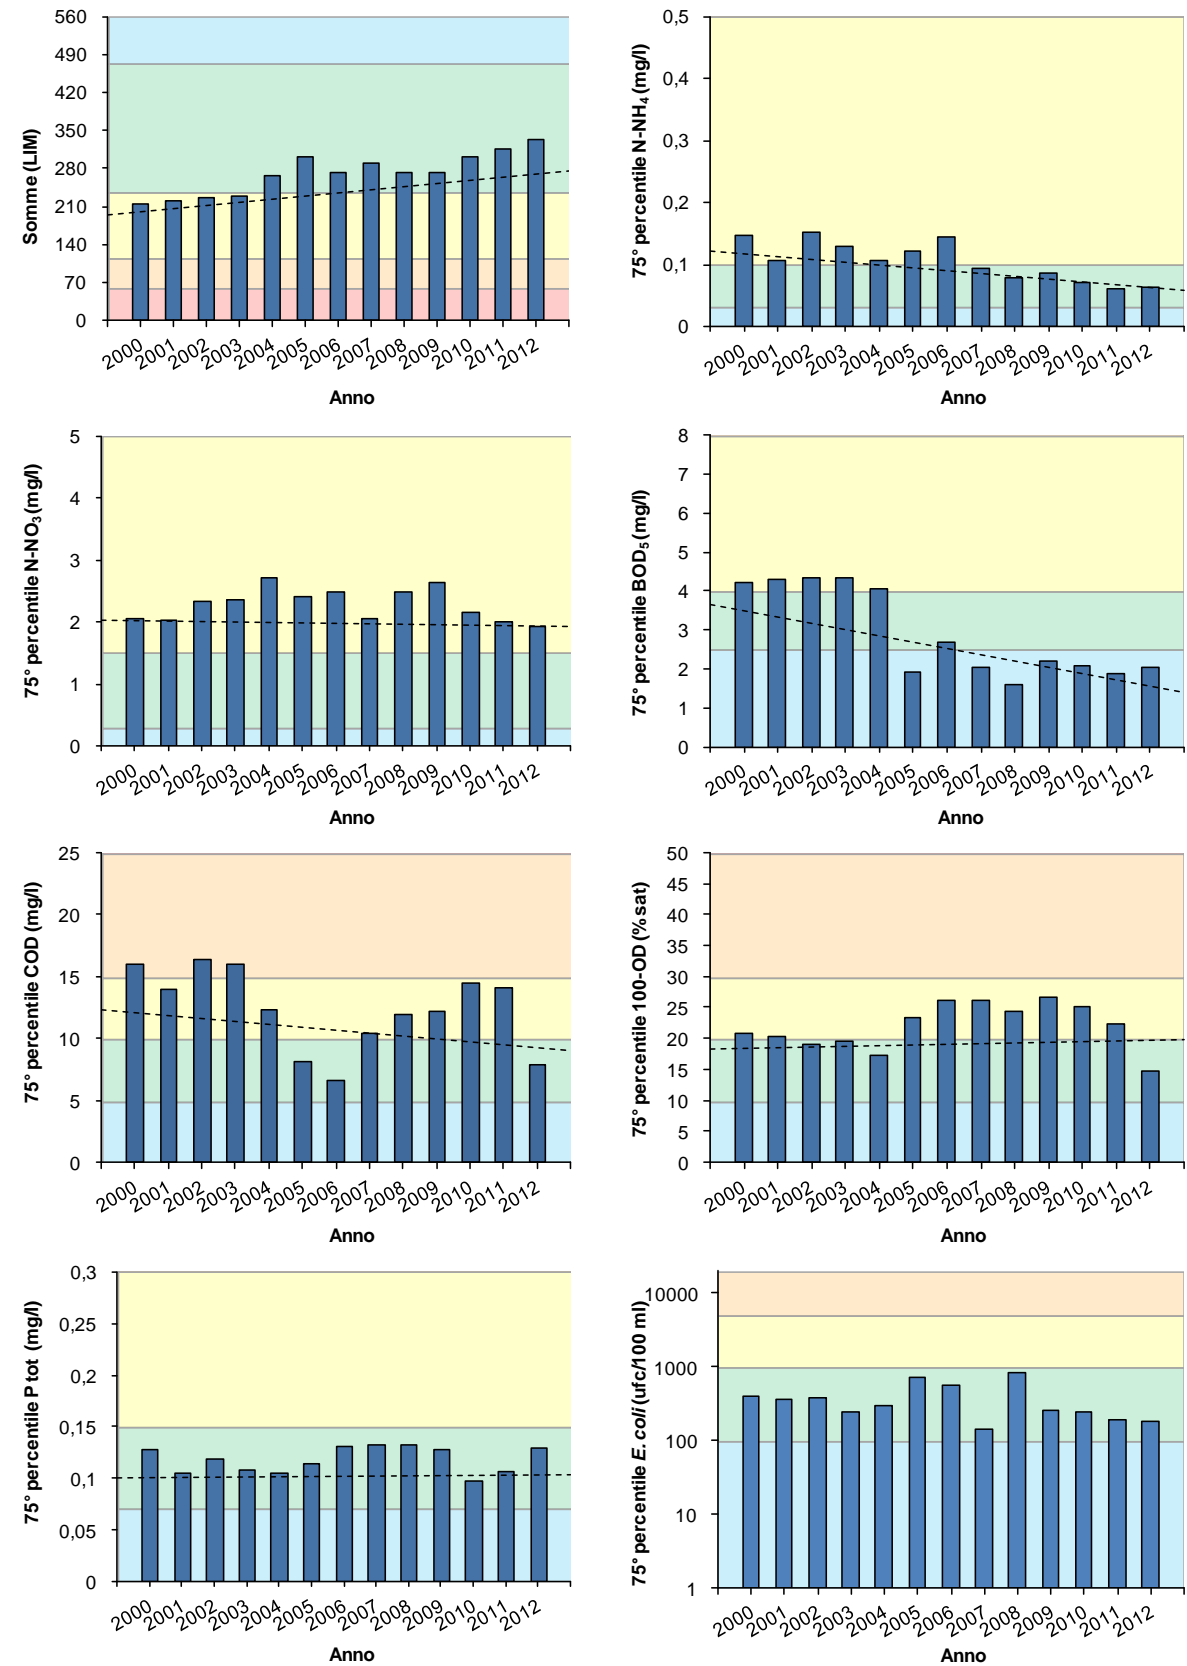 Somme (LIM)
560
490
420
350
280
210
140
70
0
2000 2001 2002 2003 2004 2005 2006 2007 2008 2009 2010 2011 2012
Anno
75° percentile N-NH₄ (mg/l)
0,5
0,4
0,3
0,2
0,1
0
2000 2001 2002 2003 2004 2005 2006 2007 2008 2009 2010 2011 2012
Anno
75° percentile N-NO₃ (mg/l)
5
4
3
2
1
0
2000 2001 2002 2003 2004 2005 2006 2007 2008 2009 2010 2011 2012
Anno
75° percentile BOD₅ (mg/l)
8
7
6
5
4
3
2
1
0
2000 2001 2002 2003 2004 2005 2006 2007 2008 2009 2010 2011 2012
Anno
75° percentile COD (mg/l)
25
20
15
10
5
0
2000 2001 2002 2003 2004 2005 2006 2007 2008 2009 2010 2011 2012
Anno
75° percentile 100-OD (% sat)
50
45
40
35
30
25
20
15
10
5
0
2000 2001 2002 2003 2004 2005 2006 2007 2008 2009 2010 2011 2012
Anno
75° percentile P tot (mg/l)
0,3
0,25
0,2
0,15
0,1
0,05
0
2000 2001 2002 2003 2004 2005 2006 2007 2008 2009 2010 2011 2012
Anno
75° percentile E. coli (ufc/100 ml)
10000
1000
100
10
1
2000 2001 2002 2003 2004 2005 2006 2007 2008 2009 2010 2011 2012
Anno